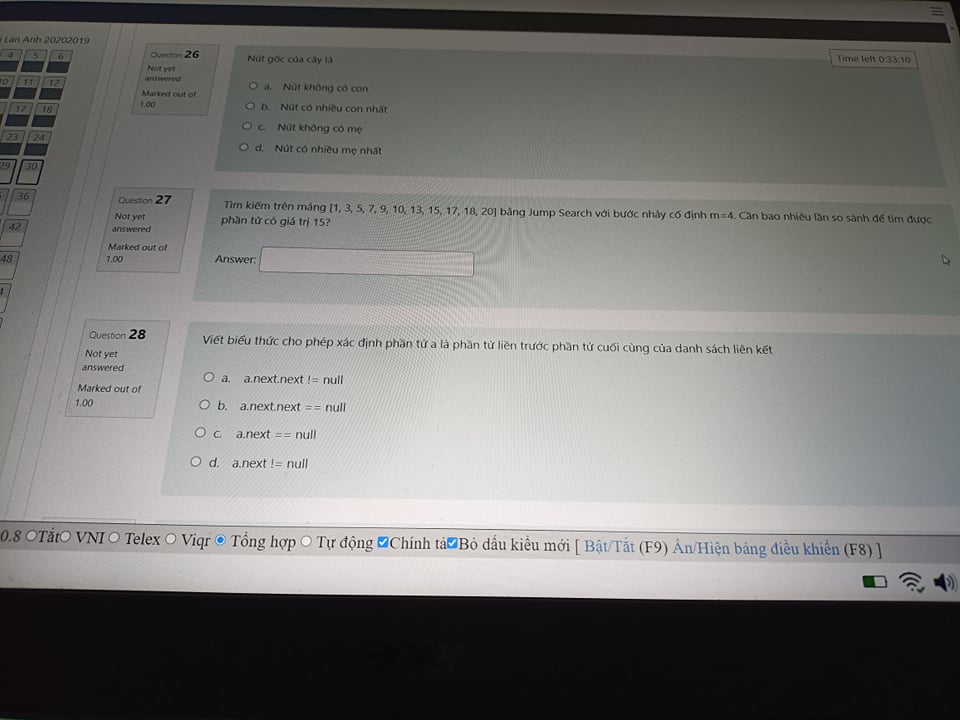 Lan Anh 20202019
4 5 6
10 11 12
17 18
23 24
29 30
36
42
48
Question 26
Not yet
answered
Marked out of
1.00
Time left 0:33:10
Nút gốc của cây là
a. Nút không có con
b. Nút có nhiều con nhất
c. Nút không có mẹ
d. Nút có nhiều mẹ nhất
Question 27
Not yet
answered
Marked out of
1.00
Tìm kiếm trên mảng [1, 3, 5, 7, 9, 10, 13, 15, 17, 18, 20] bằng Jump Search với bước nhảy cố định m=4. Cần bao nhiêu lần so sánh để tìm được
phần tử có giá trị 15?
Answer:
Question 28
Not yet
answered
Marked out of
1.00
Viết biểu thức cho phép xác định phần tử a là phần tử liền trước phần tử cuối cùng của danh sách liên kết
a. a.next.next != null
b. a.next.next == null
c. a.next == null
d. a.next != null
0.8 Tắt VNI Telex Viqr Tổng hợp Tự động Chính tả Bỏ dấu kiểu mới [ Bật/Tắt (F9) Ẩn/Hiện bảng điều khiển (F8) ]
acer